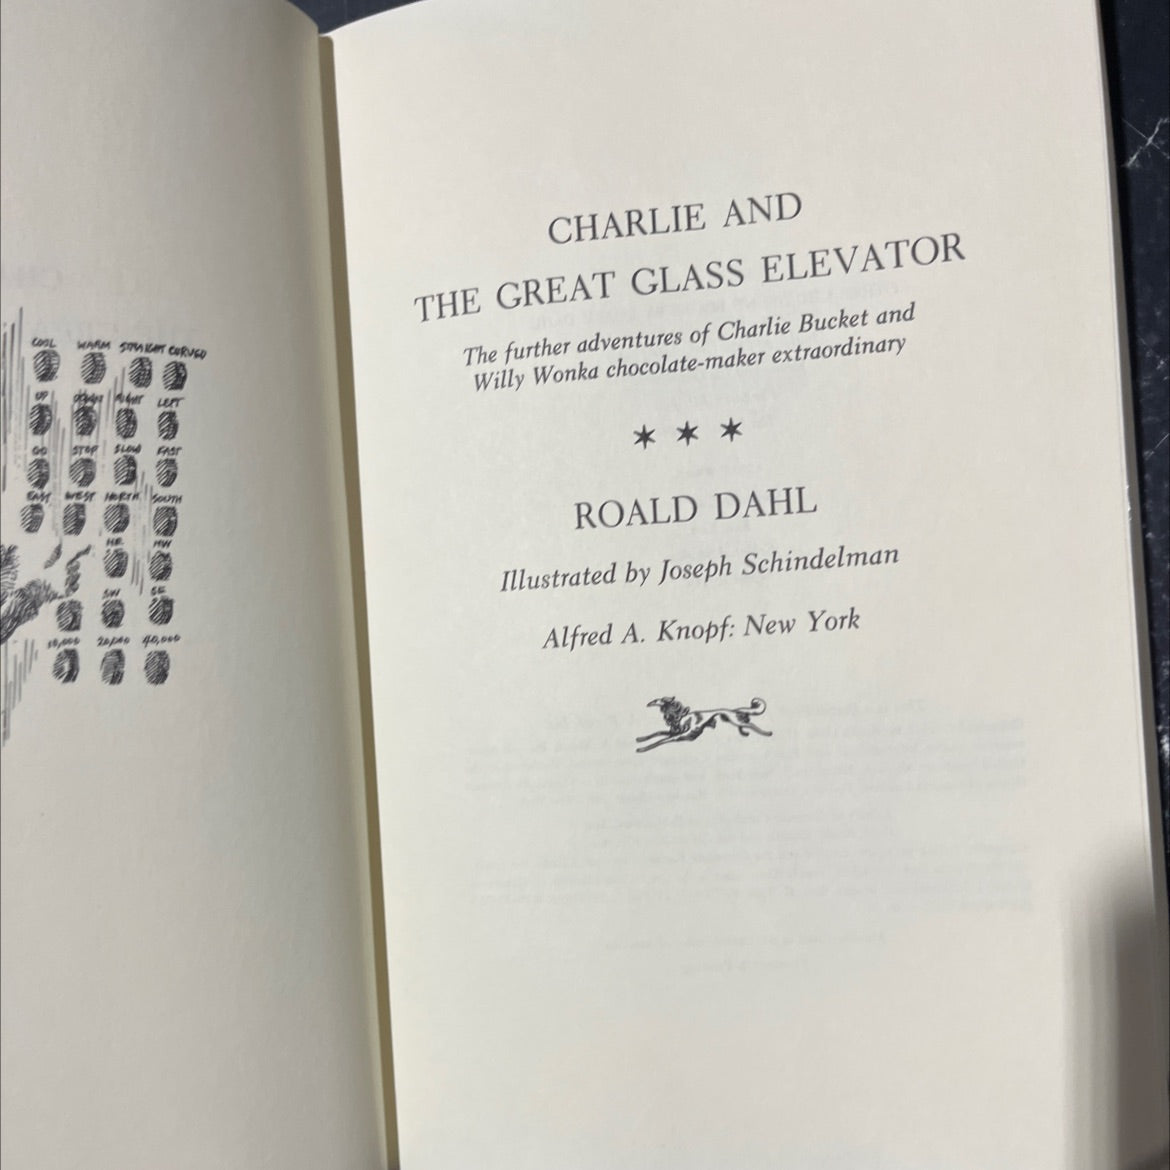 COOL WARM STRAIGHT CURVED
UP RIGHT LEFT
GO STOP SLOW FAST
EAST WEST NORTH SOUTH
NE NW
SW SE
10,000 20,000 40,000
CHARLIE AND
THE GREAT GLASS ELEVATOR
The further adventures of Charlie Bucket and
Willy Wonka chocolate-maker extraordinary
★ ★ ★
ROALD DAHL
Illustrated by Joseph Schindelman
Alfred A. Knopf: New York